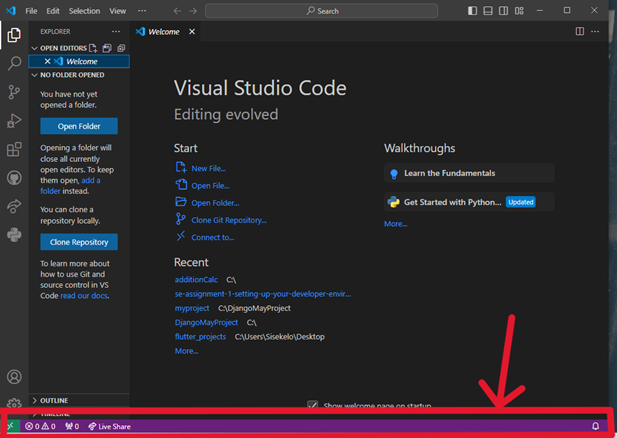 File Edit Selection View ··· Search
EXPLORER ···
Welcome
OPEN EDITORS
Welcome
NO FOLDER OPENED
You have not yet
opened a folder.
Open Folder
Opening a folder will
close all currently
open editors. To keep
them open, add a
folder instead.
You can clone a
repository locally.
Clone Repository
To learn more about
how to use Git and
source control in VS
Code read our docs.
OUTLINE
TIMELINE
Visual Studio Code
Editing evolved
Start
New File...
Open File...
Open Folder...
Clone Git Repository...
Connect to...
Recent
additionCalc C:\
se-assignment-1-setting-up-your-developer-envir...
myproject C:\DjangoMayProject
DjangoMayProject C:\
flutter_projects C:\Users\Sisekelo\Desktop
More...
Walkthroughs
Learn the Fundamentals
Get Started with Python... Updated
More...
Show welcome page on startup
0 0 0 Live Share